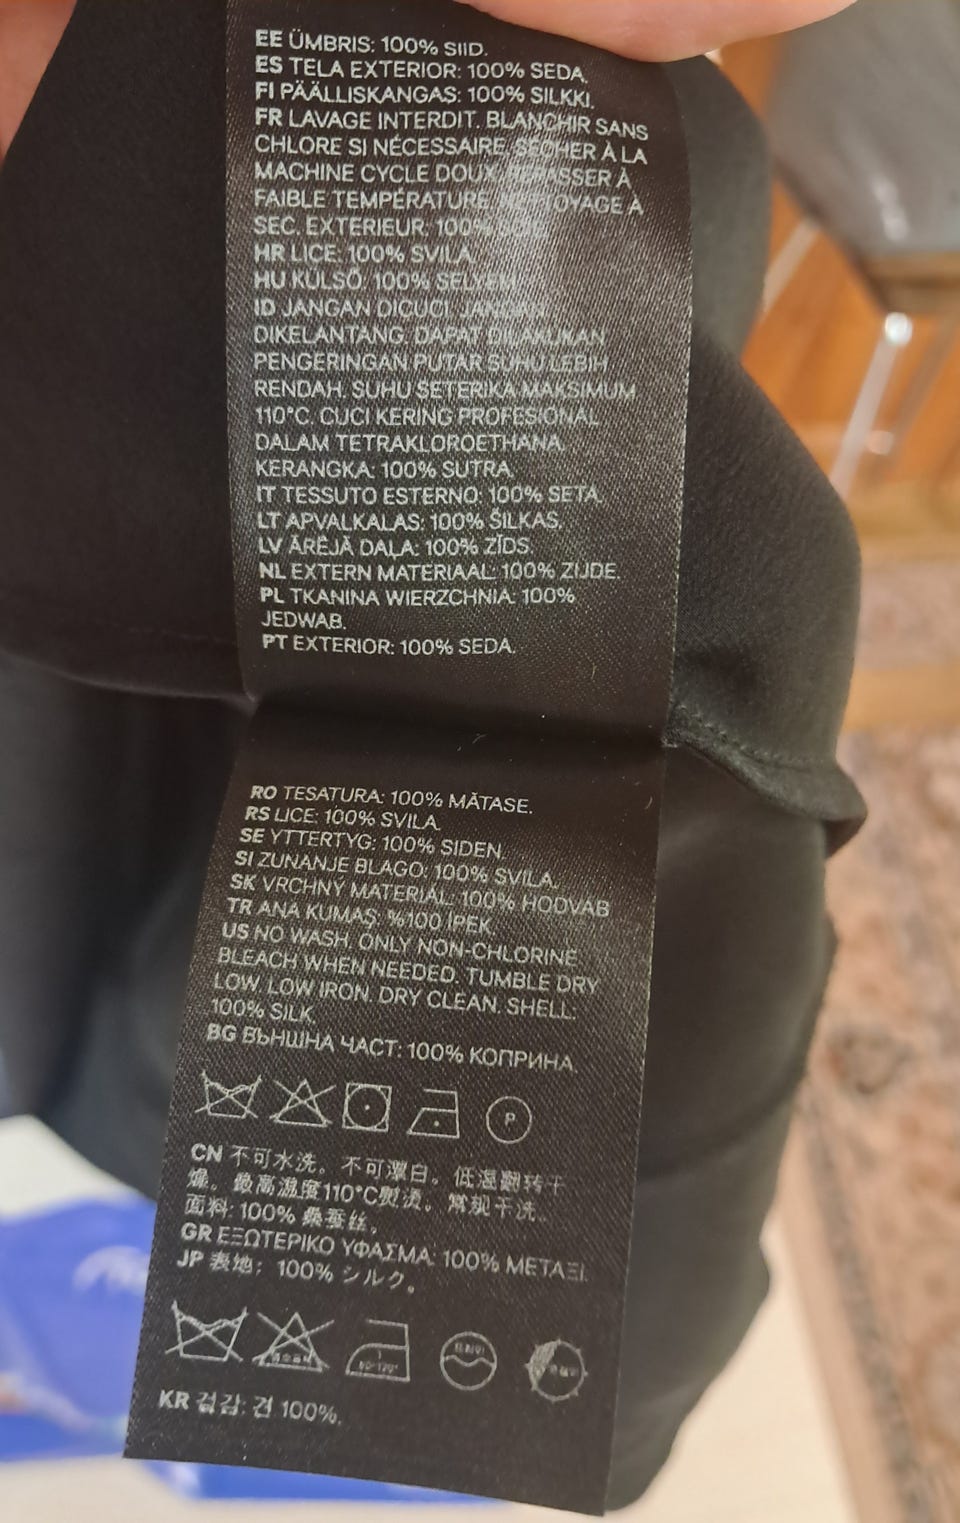 EE ÜMBRIS: 100% SIID.
ES TELA EXTERIOR: 100% SEDA.
FI PÄÄLLISKANGAS: 100% SILKKI.
FR LAVAGE INTERDIT. BLANCHIR SANS
CHLORE SI NÉCESSAIRE. SÉCHER À LA
MACHINE CYCLE DOUX. REPASSER À
FAIBLE TEMPÉRATURE. NETTOYAGE À
SEC. EXTERIEUR: 100% SOIE.
HR LICE: 100% SVILA.
HU KÜLSŐ: 100% SELYEM.
ID JANGAN DICUCI. JANGAN
DIKELANTANG. DAPAT DILAKUKAN
PENGERINGAN PUTAR SUHU LEBIH
RENDAH. SUHU SETERIKA MAKSIMUM
110°C. CUCI KERING PROFESIONAL
DALAM TETRAKLOROETHANA.
KERANGKA: 100% SUTRA.
IT TESSUTO ESTERNO: 100% SETA.
LT APVALKALAS: 100% ŠILKAS.
LV ĀRĒJĀ DAĻA: 100% ZĪDS.
NL EXTERN MATERIAAL: 100% ZIJDE.
PL TKANINA WIERZCHNIA: 100%
JEDWAB.
PT EXTERIOR: 100% SEDA.
RO TESATURA: 100% MĂTASE.
RS LICE: 100% SVILA.
SE YTTERTYG: 100% SIDEN.
SI ZUNANJE BLAGO: 100% SVILA.
SK VRCHNÝ MATERIÁL: 100% HODVÁB
TR ANA KUMAŞ: %100 İPEK.
US NO WASH. ONLY NON-CHLORINE
BLEACH WHEN NEEDED. TUMBLE DRY
LOW. LOW IRON. DRY CLEAN. SHELL:
100% SILK.
BG ВЪНШНА ЧАСТ: 100% КОПРИНА.
P
CN 不可水洗。不可漂白。低温翻转干
燥。最高温度110°C熨烫。常规干洗。
面料: 100% 桑蚕丝。
GR ΕΞΩΤΕΡΙΚΟ ΥΦΑΣΜΑ: 100% ΜΕΤΑΞΙ.
JP 表地: 100% シルク。
KR 겉감: 견 100%.